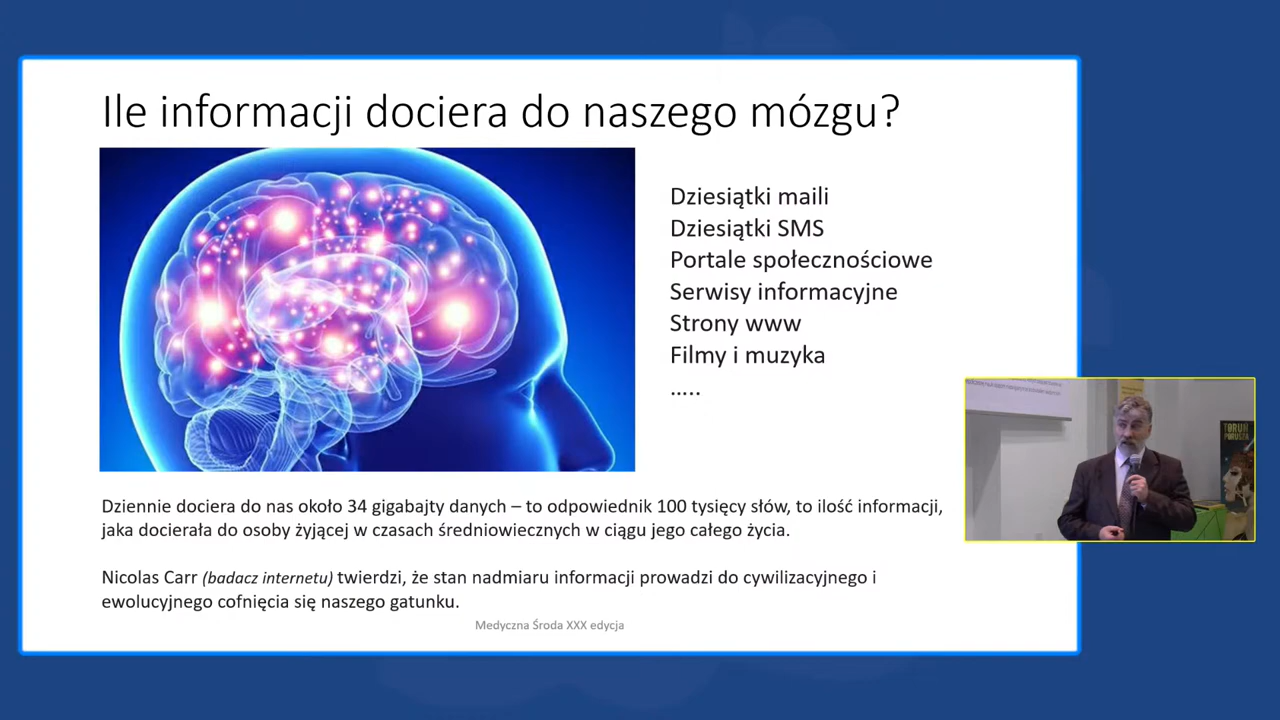 Ile informacji dociera do naszego mózgu?
Dziesiątki maili
Dziesiątki SMS
Portale społecznościowe
Serwisy informacyjne
Strony www
Filmy i muzyka
.....
Dziennie dociera do nas około 34 gigabajty danych – to odpowiednik 100 tysięcy słów, to ilość informacji,
jaka docierała do osoby żyjącej w czasach średniowiecznych w ciągu jego całego życia.
Nicolas Carr (badacz internetu) twierdzi, że stan nadmiaru informacji prowadzi do cywilizacyjnego i
ewolucyjnego cofnięcia się naszego gatunku.
Medyczna Środa XXX edycja
TORUŃ
PORUSZA